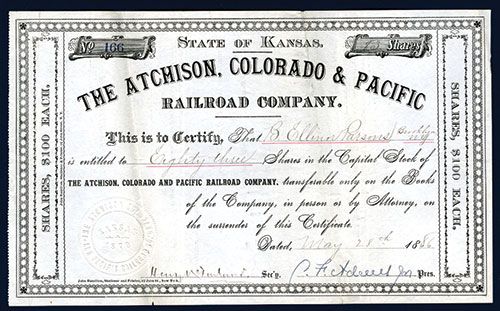 STATE OF KANSAS.
No 166
Shares
THE ATCHISON, COLORADO & PACIFIC
RAILROAD COMPANY.
This is to Certify, That Parsons
is entitled to Eighty three Shares in the Capital Stock of
THE ATCHISON, COLORADO AND PACIFIC RAILROAD COMPANY, transferable only on the Books
of the Company, in person or by Attorney, on
the surrender of this Certificate.
Dated, May 28th 1886
Sec'y. Pres.
SHARES, $100 EACH.
SHARES, $100 EACH.